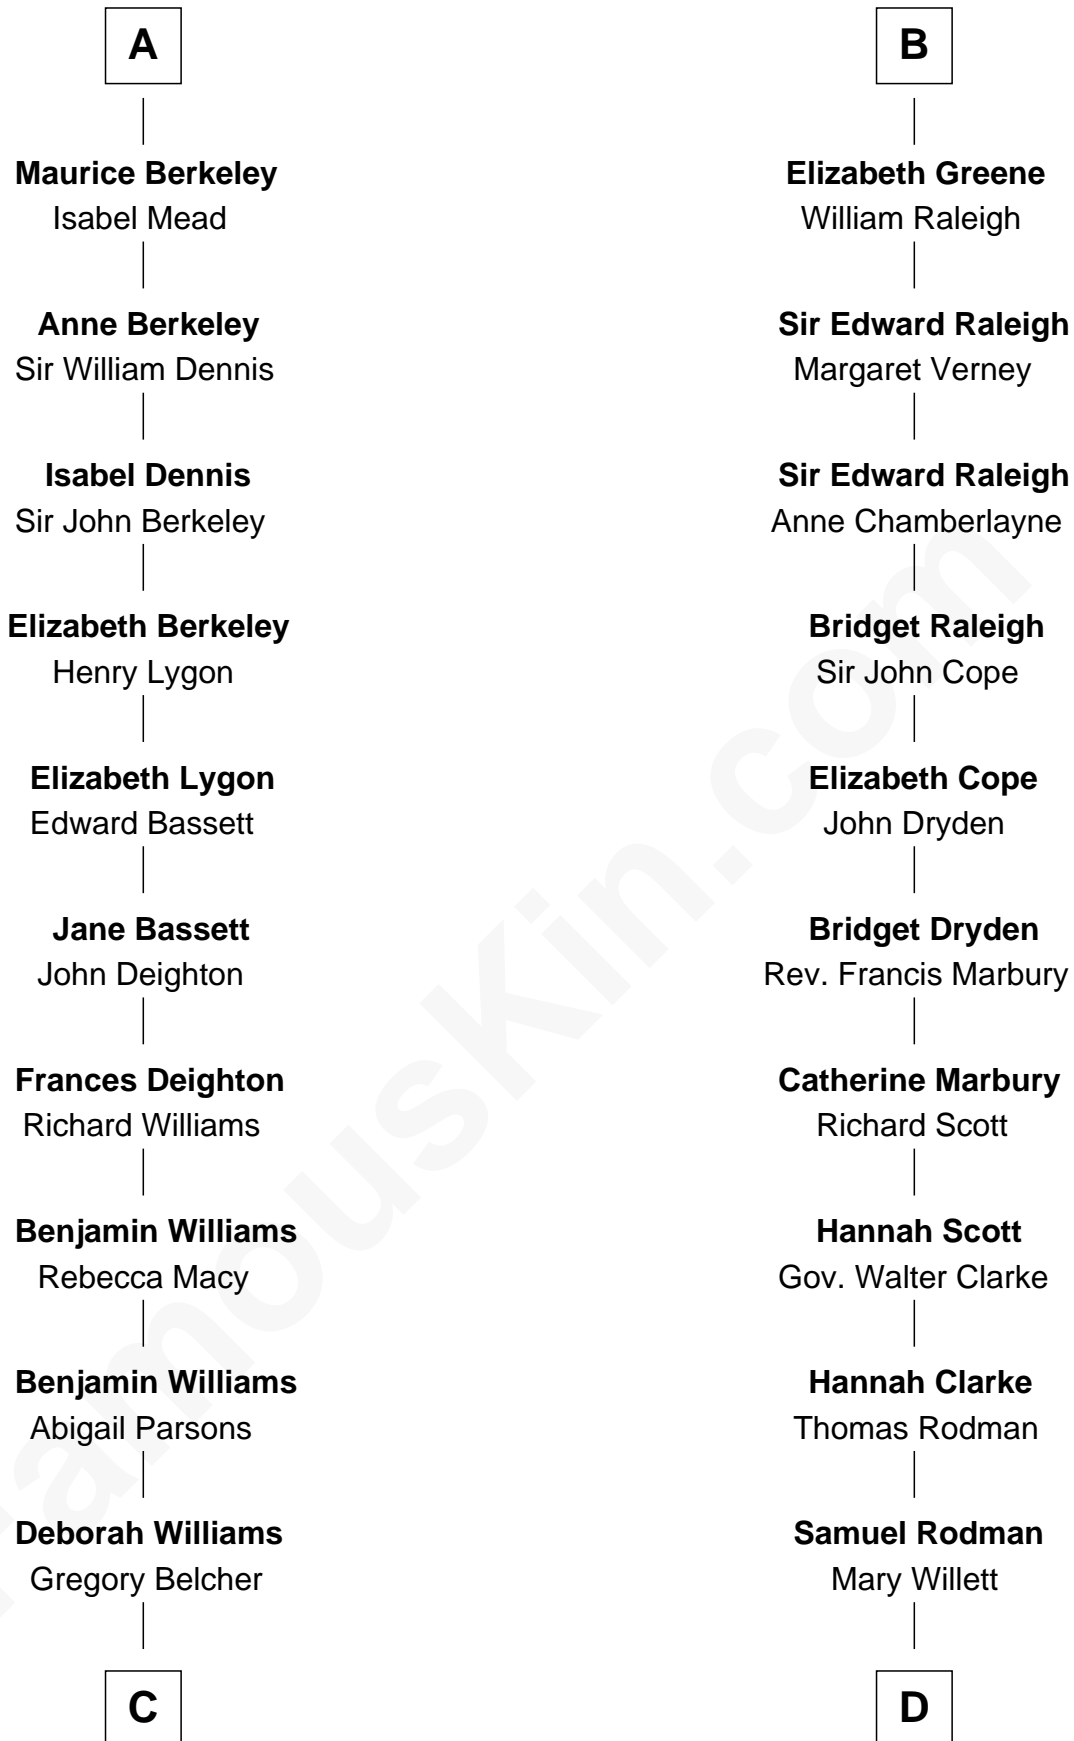 A
Maurice Berkeley
Isabel Mead
Anne Berkeley
Sir William Dennis
Isabel Dennis
Sir John Berkeley
Elizabeth Berkeley
Henry Lygon
Elizabeth Lygon
Edward Bassett
Jane Bassett
John Deighton
Frances Deighton
Richard Williams
Benjamin Williams
Rebecca Macy
Benjamin Williams
Abigail Parsons
Deborah Williams
Gregory Belcher
C
B
Elizabeth Greene
William Raleigh
Sir Edward Raleigh
Margaret Verney
Sir Edward Raleigh
Anne Chamberlayne
Bridget Raleigh
Sir John Cope
Elizabeth Cope
John Dryden
Bridget Dryden
Rev. Francis Marbury
Catherine Marbury
Richard Scott
Hannah Scott
Gov. Walter Clarke
Hannah Clarke
Thomas Rodman
Samuel Rodman
Mary Willett
D
FamousKin.com